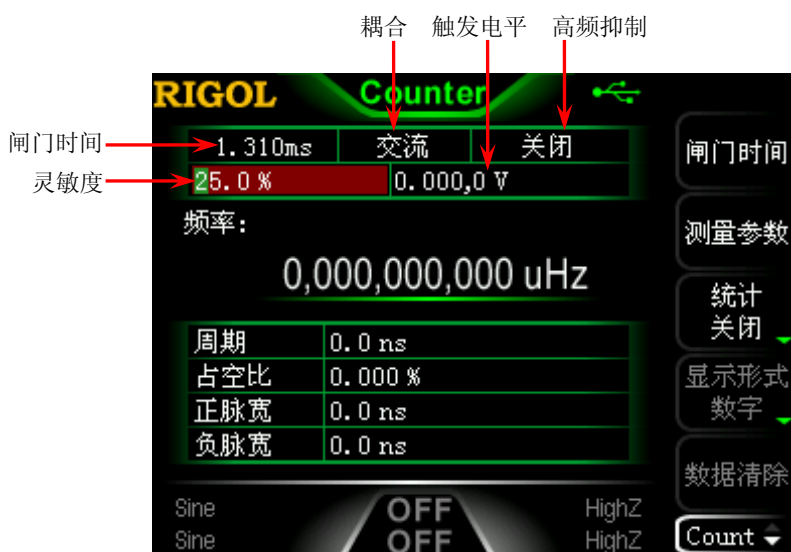 耦合 触发电平 高频抑制
RIGOL Counter
闸门时间 1.310ms 交流 关闭 闸门时间
灵敏度 25.0 % 0.000,0 V
频率： 测量参数
0,000,000,000 uHz
统计
关闭
周期 0.0 ns
占空比 0.000 % 显示形式
正脉宽 0.0 ns 数字
负脉宽 0.0 ns
数据清除
Sine OFF HighZ
Sine OFF HighZ Count